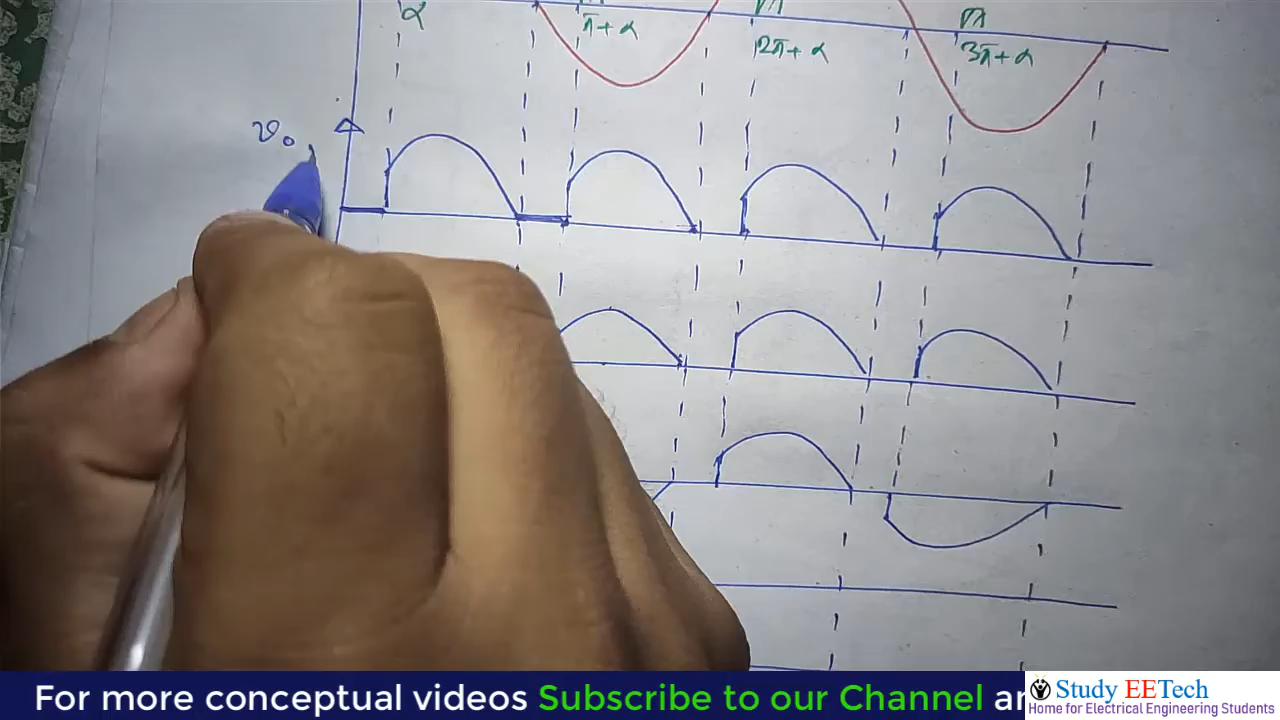 α
π+α
2π+α
3π+α
v₀
For more conceptual videos Subscribe to our Channel an
Study EETech
Home for Electrical Engineering Students